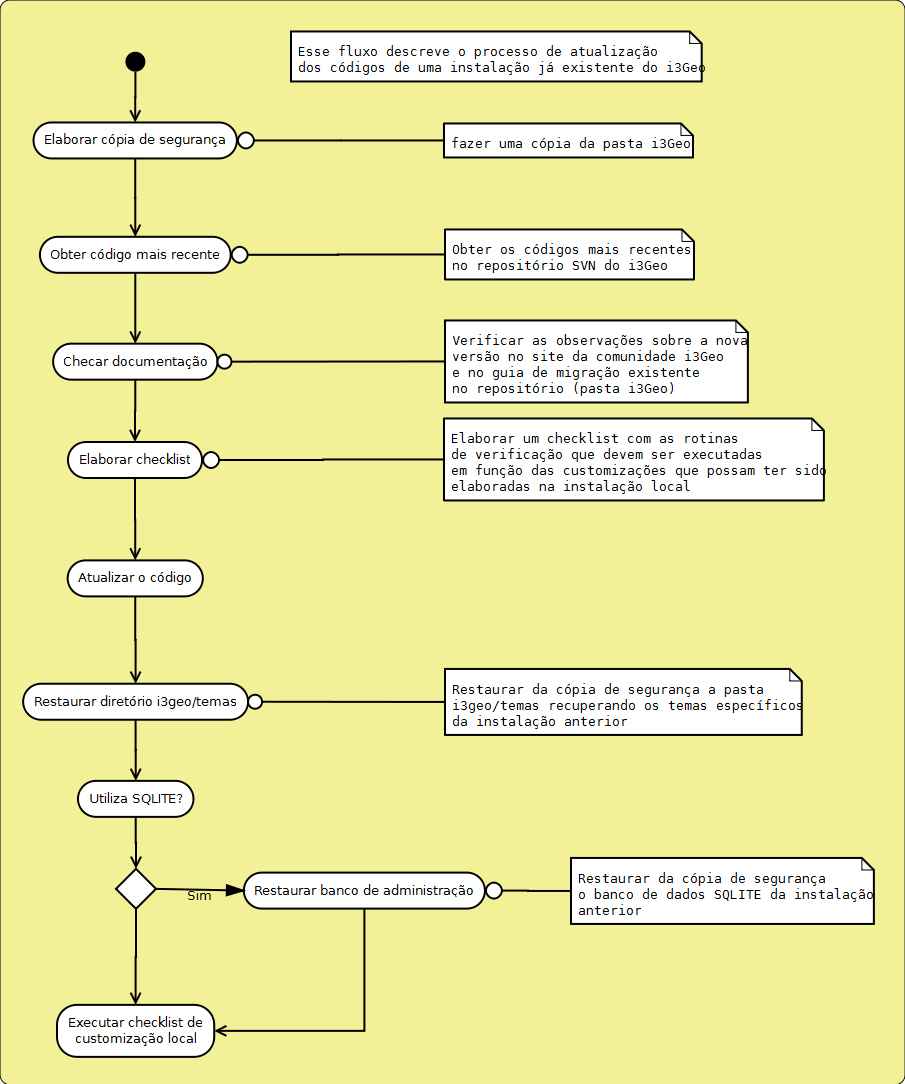 Esse fluxo descreve o processo de atualização
dos códigos de uma instalação já existente do i3Geo
Elaborar cópia de segurança
fazer uma cópia da pasta i3Geo
Obter código mais recente
Obter os códigos mais recentes
no repositório SVN do i3Geo
Checar documentação
Verificar as observações sobre a nova
versão no site da comunidade i3Geo
e no guia de migração existente
no repositório (pasta i3Geo)
Elaborar checklist
Elaborar um checklist com as rotinas
de verificação que devem ser executadas
em função das customizações que possam ter sido
elaboradas na instalação local
Atualizar o código
Restaurar diretório i3geo/temas
Restaurar da cópia de segurança a pasta
i3geo/temas recuperando os temas específicos
da instalação anterior
Utiliza SQLITE?
Sim
Restaurar banco de administração
Restaurar da cópia de segurança
o banco de dados SQLITE da instalação
anterior
Executar checklist de
customização local